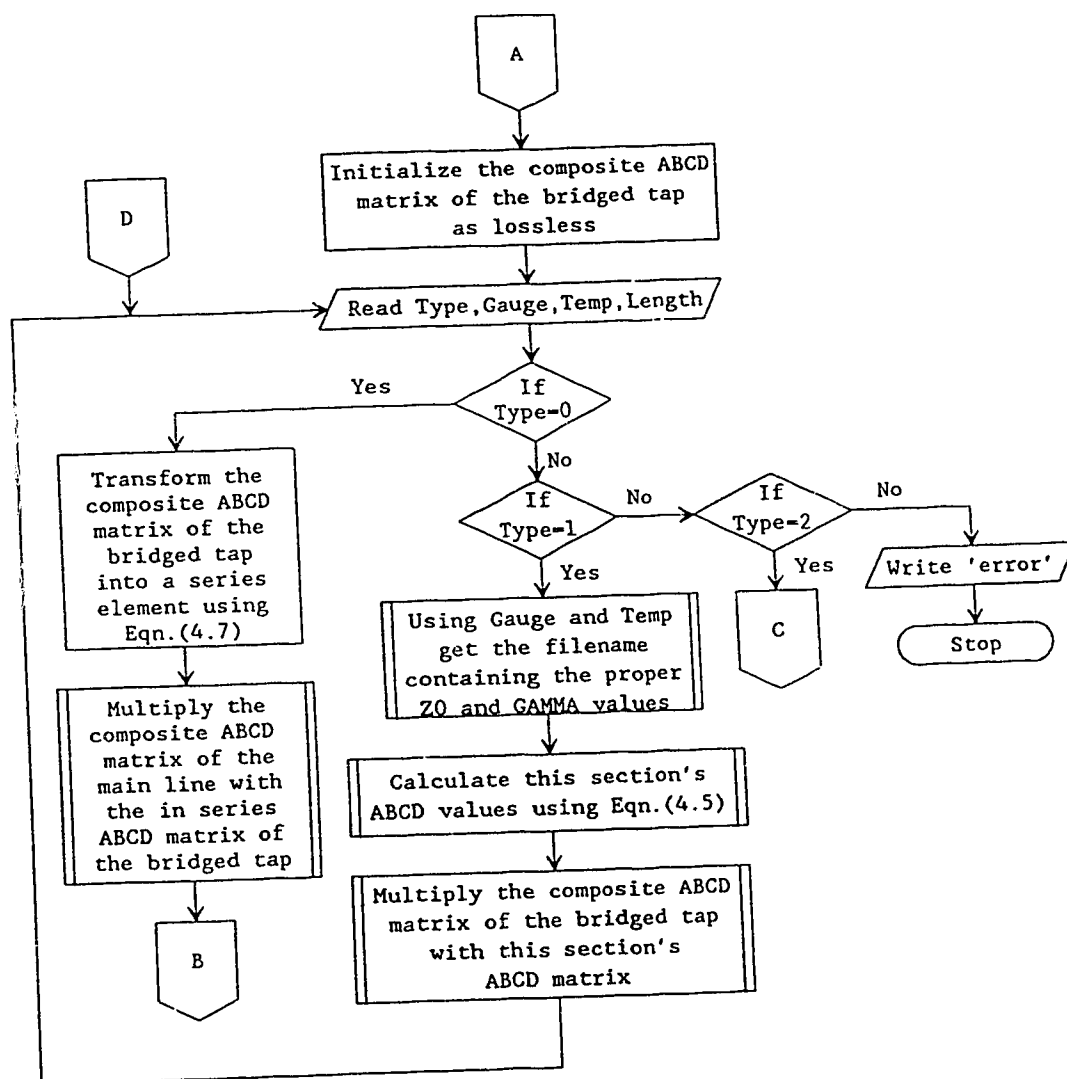 A
Initialize the composite ABCD
matrix of the bridged tap
as lossless
D
Read Type,Gauge,Temp,Length
If
Type=0
Yes
No
Transform the
composite ABCD
matrix of the
bridged tap
into a series
element using
Eqn.(4.7)
Multiply the
composite ABCD
matrix of the
main line with
the in series
ABCD matrix of
the bridged tap
B
If
Type=1
No
Yes
If
Type=2
No
Yes
Write 'error'
Stop
C
Using Gauge and Temp
get the filename
containing the proper
Z0 and GAMMA values
Calculate this section's
ABCD values using Eqn.(4.5)
Multiply the composite ABCD
matrix of the bridged tap
with this section's
ABCD matrix